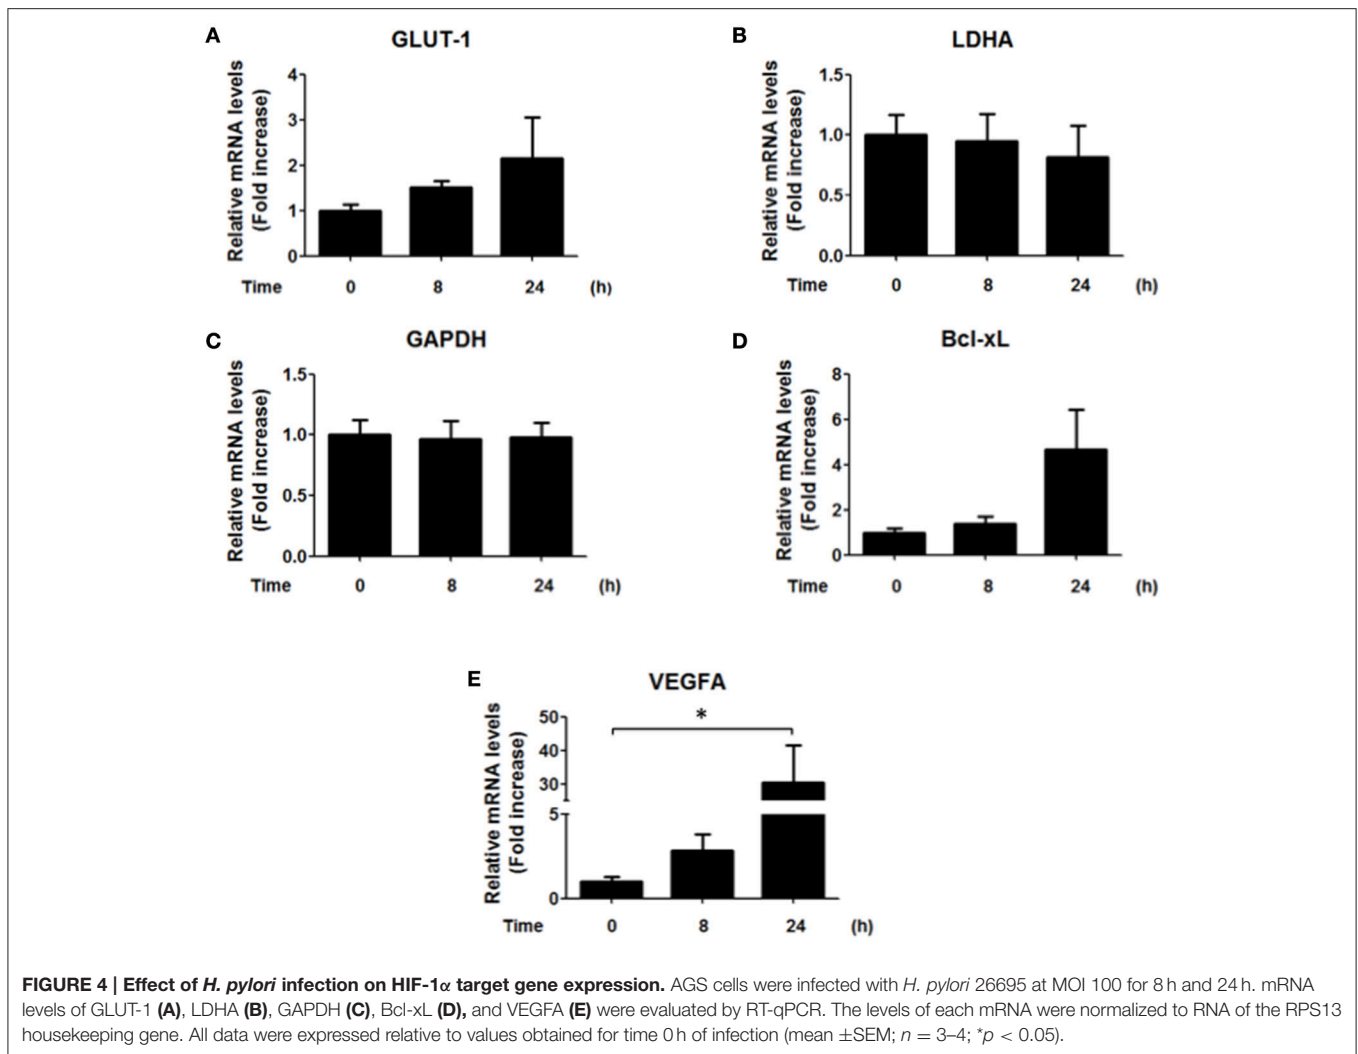 A
GLUT-1
Relative mRNA levels
(Fold increase)
4
3
2
1
0
Time 0 8 24 (h)
B
LDHA
Relative mRNA levels
(Fold increase)
1.5
1.0
0.5
0.0
Time 0 8 24 (h)
C
GAPDH
Relative mRNA levels
(Fold increase)
1.5
1.0
0.5
0.0
Time 0 8 24 (h)
D
Bcl-xL
Relative mRNA levels
(Fold increase)
8
6
4
2
0
Time 0 8 24 (h)
E
VEGFA
Relative mRNA levels
(Fold increase)
50
40
30
5
0
*
Time 0 8 24 (h)
FIGURE 4 | Effect of H. pylori infection on HIF-1α target gene expression. AGS cells were infected with H. pylori 26695 at MOI 100 for 8 h and 24 h. mRNA
levels of GLUT-1 (A), LDHA (B), GAPDH (C), Bcl-xL (D), and VEGFA (E) were evaluated by RT-qPCR. The levels of each mRNA were normalized to RNA of the RPS13
housekeeping gene. All data were expressed relative to values obtained for time 0 h of infection (mean ±SEM; n = 3–4; *p < 0.05).